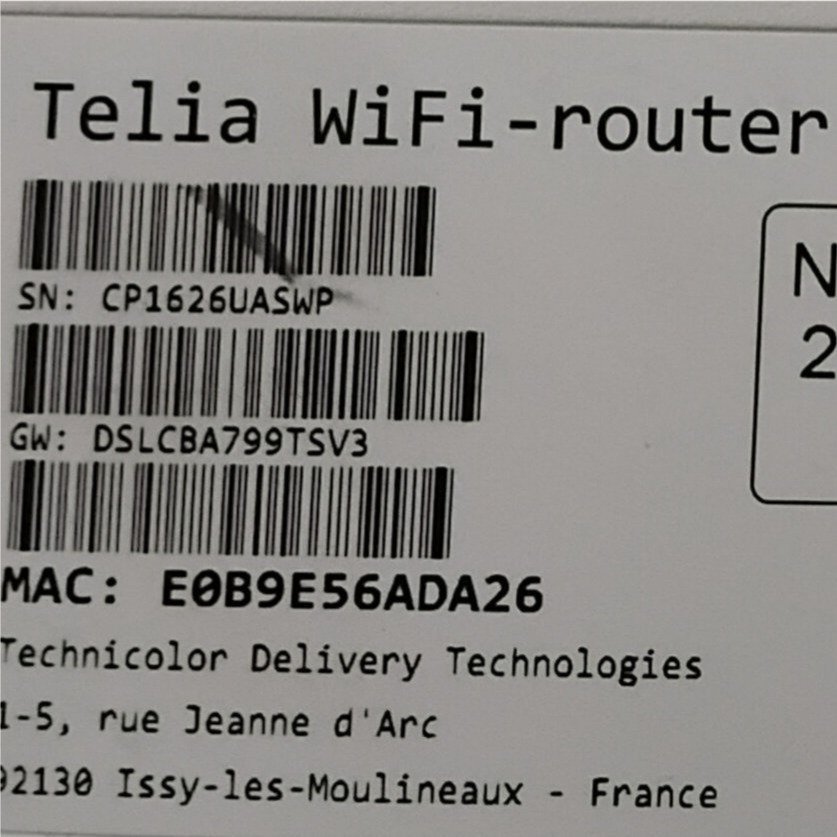 Telia WiFi-router
SN: CP1626UASWP
GW: DSLCBA799TSV3
MAC: E0B9E56ADA26
Technicolor Delivery Technologies
1-5, rue Jeanne d'Arc
92130 Issy-les-Moulineaux - France
N
2